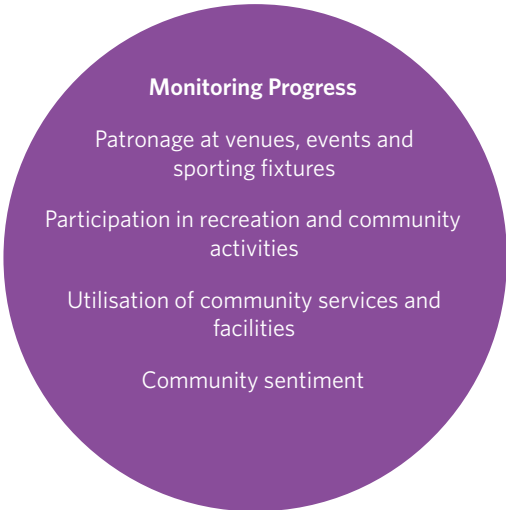 Monitoring Progress
Patronage at venues, events and
sporting fixtures
Participation in recreation and community
activities
Utilisation of community services and
facilities
Community sentiment